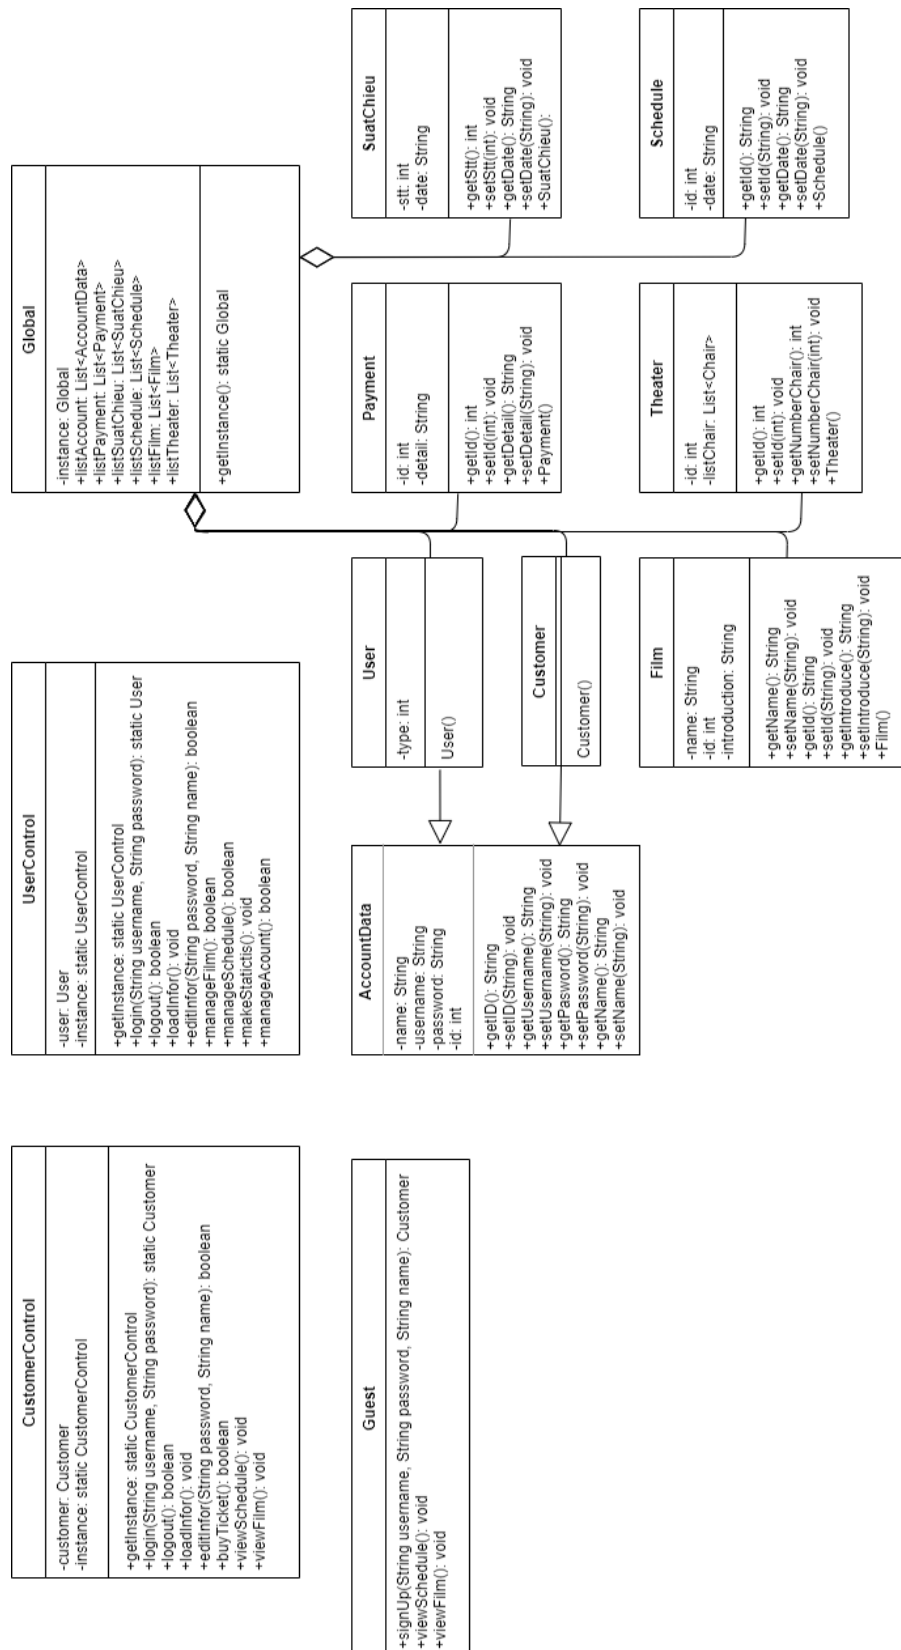 CustomerControl
-customer: Customer
-instance: static CustomerControl
+getInstance: static CustomerControl
+login(String username, String password): static Customer
+logout(): boolean
+loadInfor(): void
+editInfor(String password, String name): boolean
+buyTicket(): boolean
+viewSchedule(): void
+viewFilm(): void
UserControl
-user: User
-instance: static UserControl
+getInstance: static UserControl
+login(String username, String password): static User
+logout(): boolean
+loadInfor(): void
+editInfor(String password, String name): boolean
+manageFilm(): boolean
+manageSchedule(): boolean
+makeStatictis(): void
+manageAcount(): boolean
Global
-instance: Global
+listAccount: List<AccountData>
+listPayment: List<Payment>
+listSuatChieu: List<SuatChieu>
+listSchedule: List<Schedule>
+listFilm: List<Film>
+listTheater: List<Theater>
+getInstance(): static Global
Guest
+signUp(String username, String password, String name): Customer
+viewSchedule(): void
+viewFilm(): void
AccountData
-name: String
-username: String
-password: String
-id: int
+getID(): String
+setID(String): void
+getUsername(): String
+setUsername(String): void
+getPasword(): String
+setPassword(String): void
+getName(): String
+setName(String): void
User
-type: int
User()
Customer
Customer()
Payment
-id: int
-detail: String
+getId(): int
+setId(int): void
+getDetail(): String
+setDetail(String): void
+Payment()
SuatChieu
-stt: int
-date: String
+getStt(): int
+setStt(int): void
+getDate(): String
+setDate(String): void
+SuatChieu():
Film
-name: String
-id: int
-introduction: String
+getName(): String
+setName(String): void
+getId(): String
+setId(String): void
+getIntroduce(): String
+setIntroduce(String): void
+Film()
Theater
-id: int
-listChair: List<Chair>
+getId(): int
+setId(int): void
+getNumberChair(): int
+setNumberChair(int): void
+Theater()
Schedule
-id: int
-date: String
+getId(): String
+setId(String): void
+getDate(): String
+setDate(String): void
+Schedule()